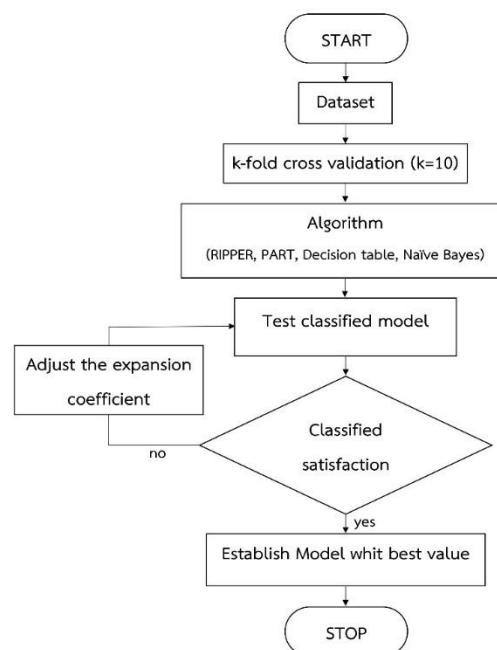 START
Dataset
k-fold cross validation (k=10)
Algorithm
(RIPPER, PART, Decision table, Naïve Bayes)
Test classified model
Adjust the expansion
coefficient
Classified
satisfaction
no
yes
Establish Model whit best value
STOP